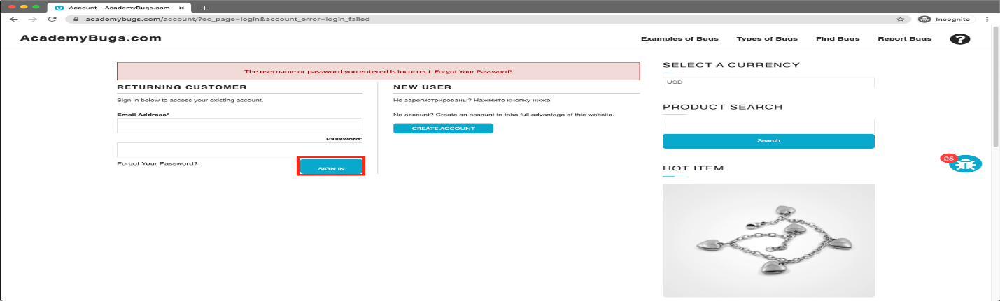 Account – AcademyBugs.com
academybugs.com/account/?ec_page=login&account_error=login_failed
Incognito
AcademyBugs.com
Examples of Bugs
Types of Bugs
Find Bugs
Report Bugs
?
The username or password you entered is incorrect. Forgot Your Password?
RETURNING CUSTOMER
Sign in below to access your existing account.
Email Address*
Password*
Forgot Your Password?
SIGN IN
NEW USER
Не зарегистрированы? Нажмите кнопку ниже
No account? Create an account to take full advantage of this website.
CREATE ACCOUNT
SELECT A CURRENCY
USD
PRODUCT SEARCH
Search
25
HOT ITEM